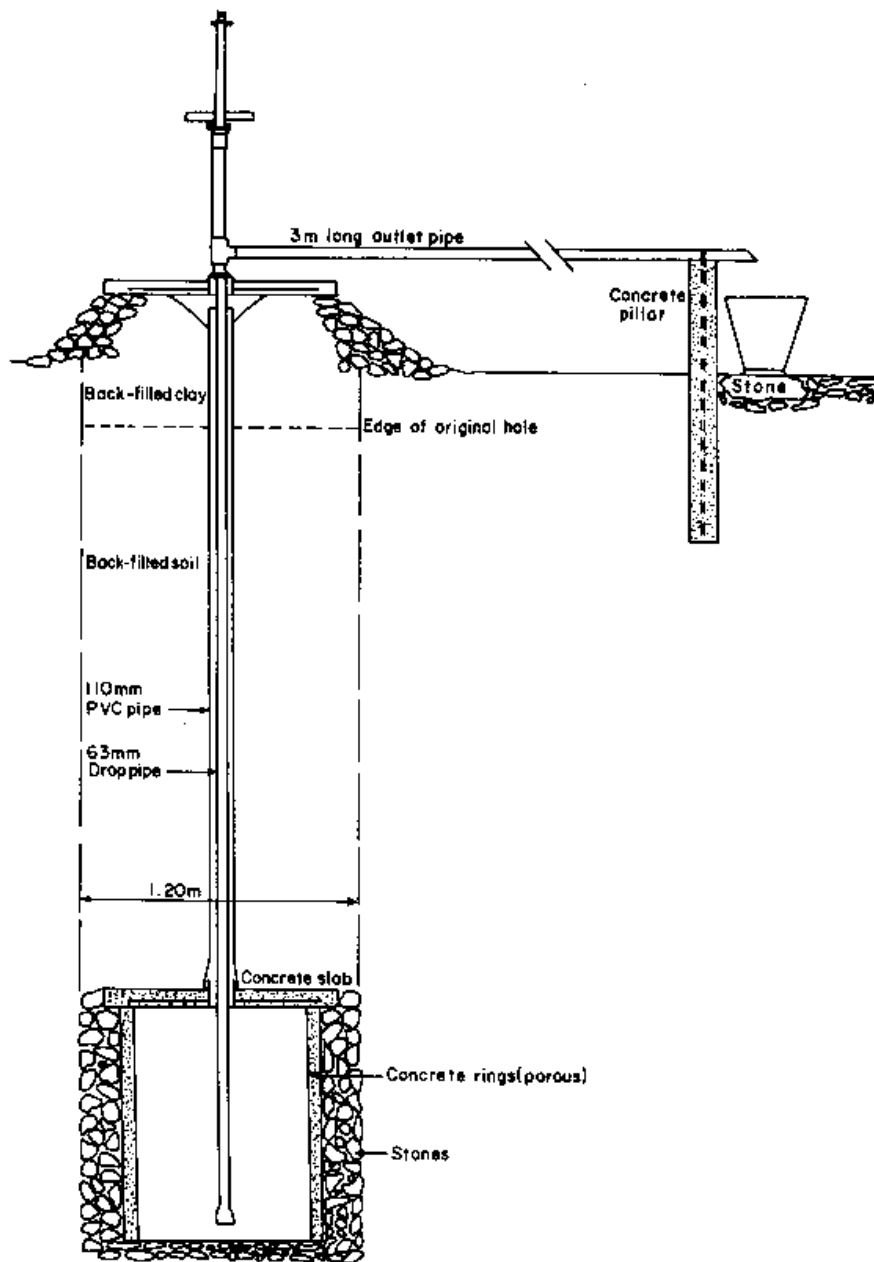 3m long outlet pipe
Concrete
pillar
Stone
Back-filled clay
Edge of original hole
Back-filled soil
110mm
PVC pipe
63mm
Drop pipe
1.20m
Concrete slab
Concrete rings(porous)
Stones